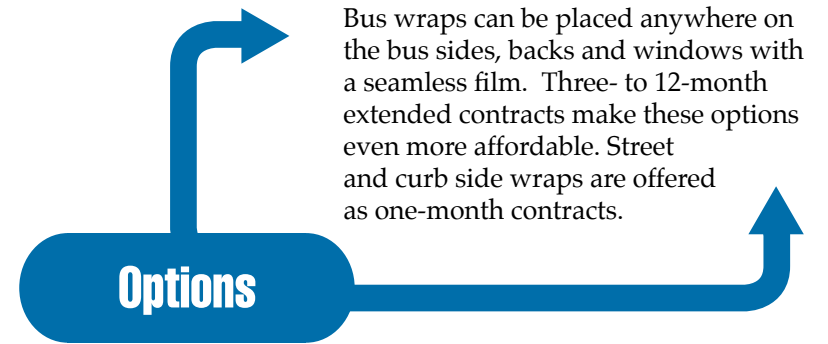 Bus wraps can be placed anywhere on
the bus sides, backs and windows with
a seamless film.  Three- to 12-month
extended contracts make these options
even more affordable. Street
and curb side wraps are offered
as one-month contracts.
Options